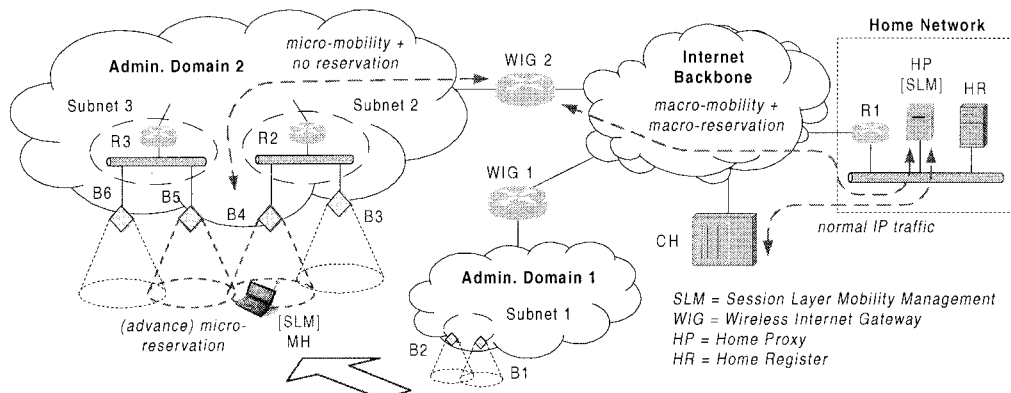 Home Network
micro-mobility +
no reservation
Admin. Domain 2
WIG 2
Internet
Backbone
HP
[SLM]
HR
Subnet 3
Subnet 2
macro-mobility +
macro-reservation
R1
R3
R2
WIG 1
B6
B5
B4
B3
CH
normal IP traffic
Admin. Domain 1
Subnet 1
(advance) micro-
reservation
[SLM]
MH
B2
B1
SLM = Session Layer Mobility Management
WIG = Wireless Internet Gateway
HP = Home Proxy
HR = Home Register